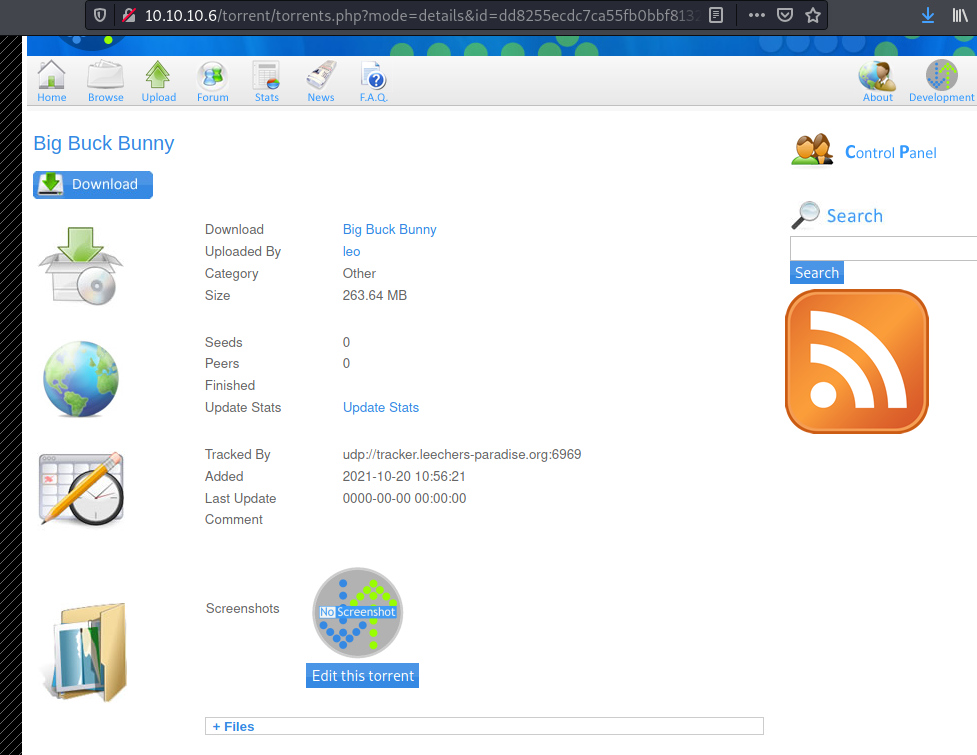 10.10.10.6/torrent/torrents.php?mode=details&id=dd8255ecdc7ca55fb0bbf8132
Home Browse Upload Forum Stats News F.A.Q. About Development
Big Buck Bunny
Control Panel
Download
Search
Download Big Buck Bunny
Uploaded By leo
Category Other
Search
Size 263.64 MB
Seeds 0
Peers 0
Finished
Update Stats Update Stats
Tracked By udp://tracker.leechers-paradise.org:6969
Added 2021-10-20 10:56:21
Last Update 0000-00-00 00:00:00
Comment
Screenshots No Screenshot
Edit this torrent
+ Files